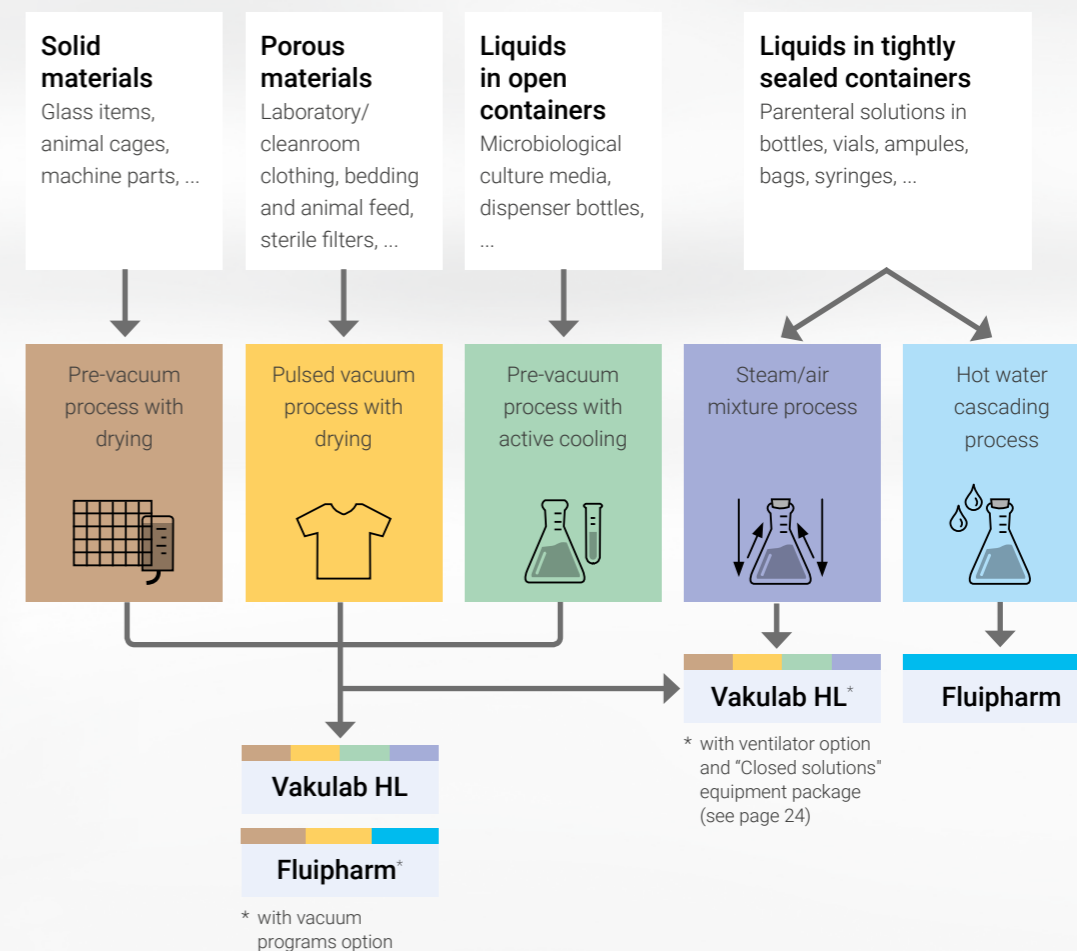 Solid
materials
Glass items,
animal cages,
machine parts, ...
Porous
materials
Laboratory/
cleanroom
clothing, bedding
and animal feed,
sterile filters, ...
Liquids
in open
containers
Microbiological
culture media,
dispenser bottles,
...
Liquids in tightly
sealed containers
Parenteral solutions in
bottles, vials, ampules,
bags, syringes, ...
Pre-vacuum
process with
drying
Pulsed vacuum
process with
drying
Pre-vacuum
process with
active cooling
Steam/air
mixture process
Hot water
cascading
process
Vakulab HL*
* with ventilator option
and “Closed solutions"
equipment package
(see page 24)
Fluipharm
Vakulab HL
Fluipharm*
* with vacuum
programs option